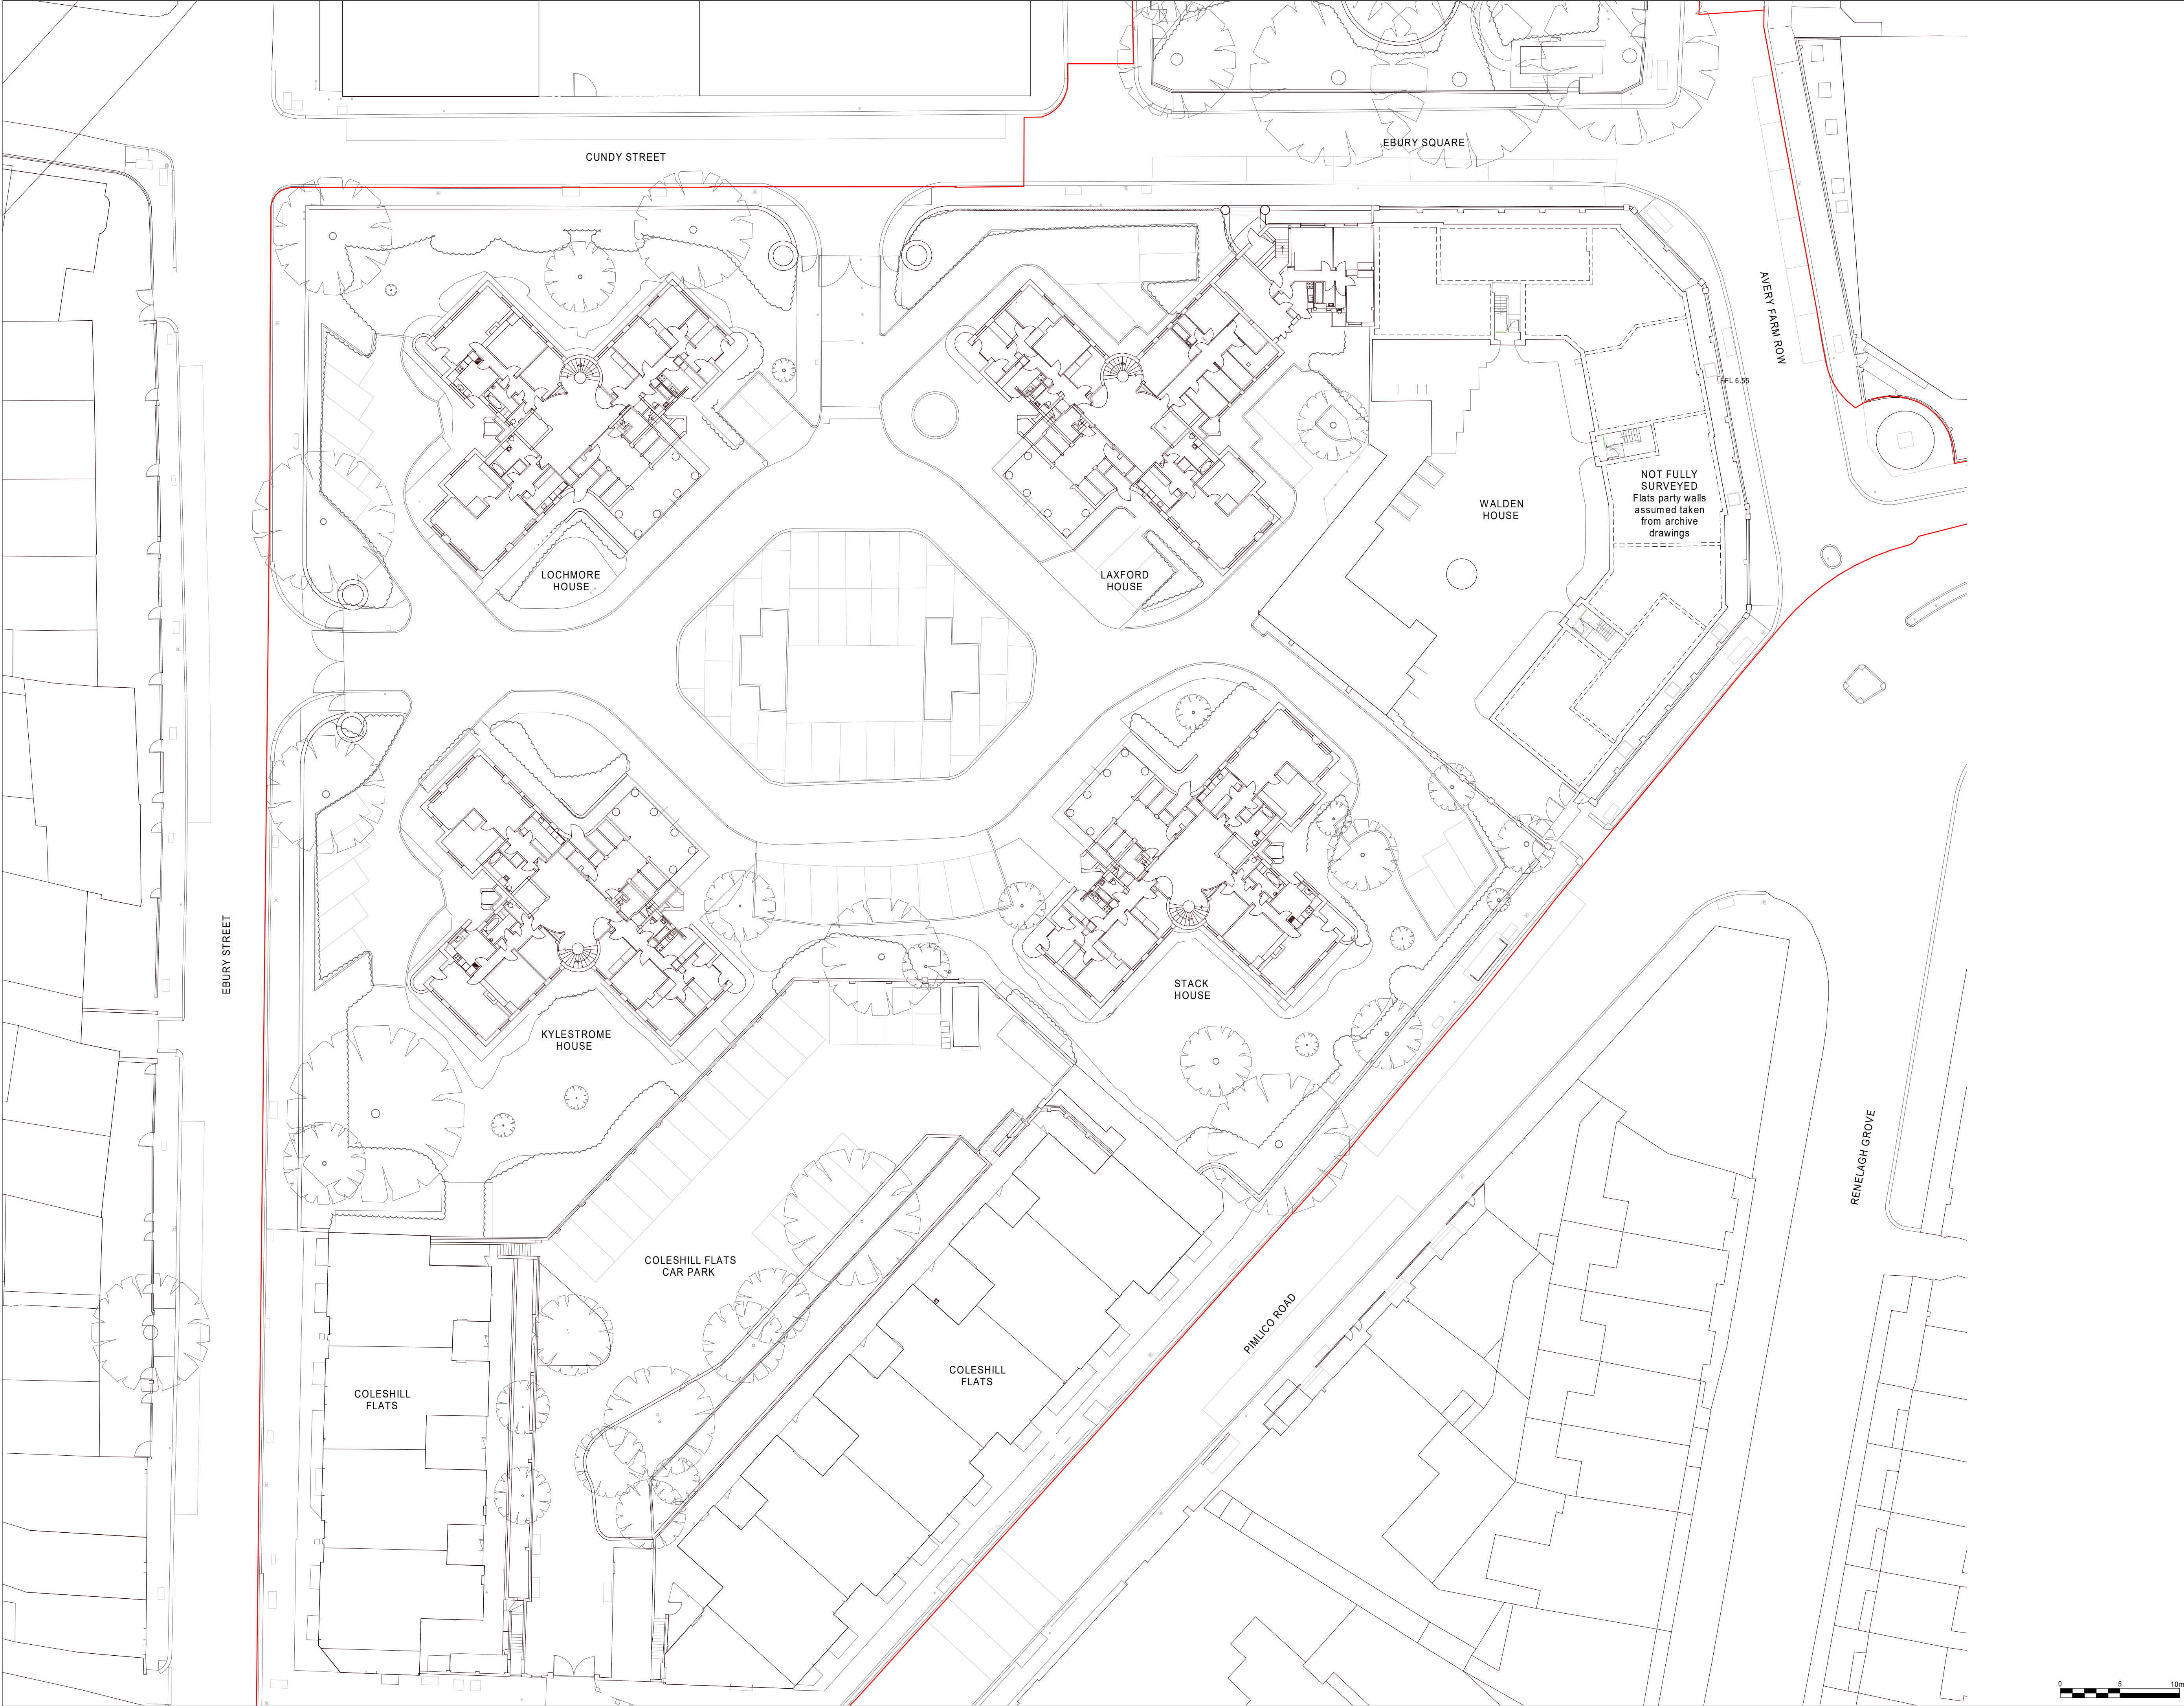 CUNDY STREET
EBURY SQUARE
AVERY FARM ROW
FFL 6.55
NOT FULLY
SURVEYED
Flats party walls
assumed taken
from archive
drawings
WALDEN
HOUSE
LOCHMORE
HOUSE
LAXFORD
HOUSE
EBURY STREET
STACK
HOUSE
KYLESTROME
HOUSE
RENELAGH GROVE
COLESHILL FLATS
CAR PARK
PIMLICO ROAD
COLESHILL
FLATS
COLESHILL
FLATS
0 5 10m